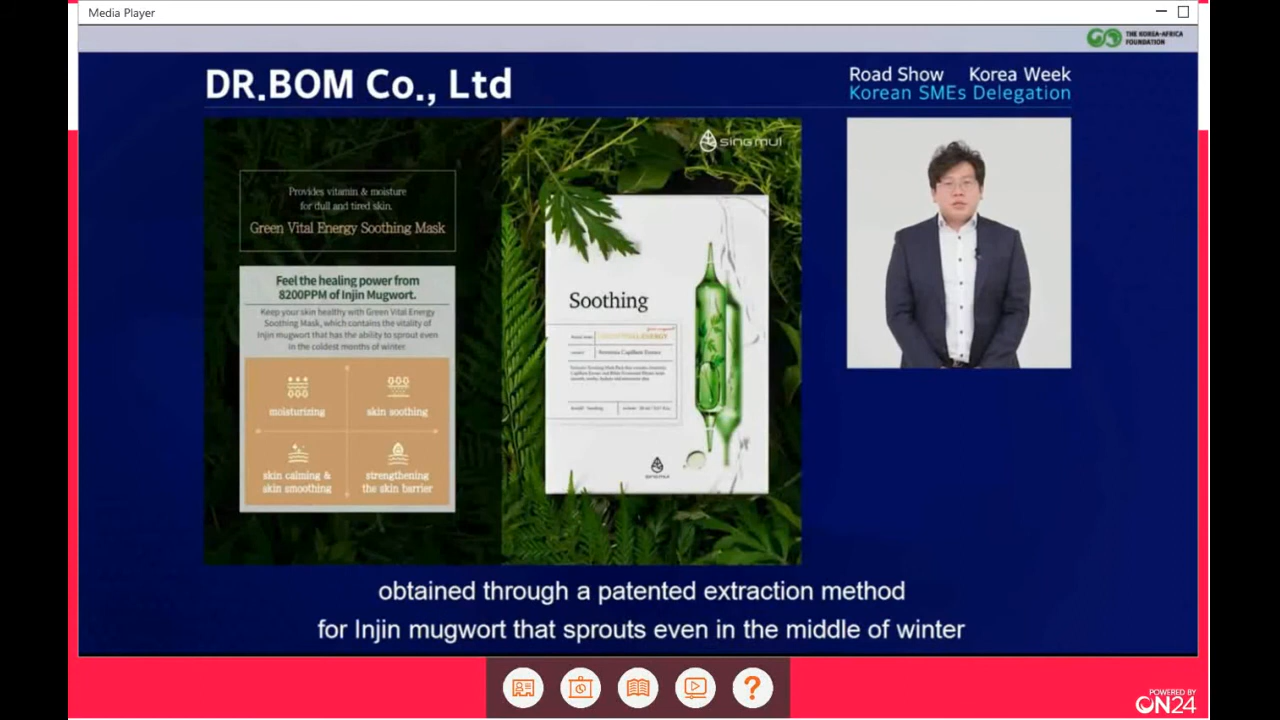 Media Player
THE KOREA-AFRICA
FOUNDATION
DR.BOM Co., Ltd
Road Show Korea Week
Korean SMEs Delegation
singmul
Provides vitamin & moisture
for dull and tired skin.
Green Vital Energy Soothing Mask
Feel the healing power from
8200PPM of Injin Mugwort.
Keep your skin healthy with Green Vital Energy
Soothing Mask, which contains the vitality of
Injin mugwort that has the ability to sprout even
in the coldest months of winter.
moisturizing
skin soothing
skin calming &
skin smoothing
strengthening
the skin barrier
Soothing
ENERGY
singmul
obtained through a patented extraction method
for Injin mugwort that sprouts even in the middle of winter
POWERED BY
ON24